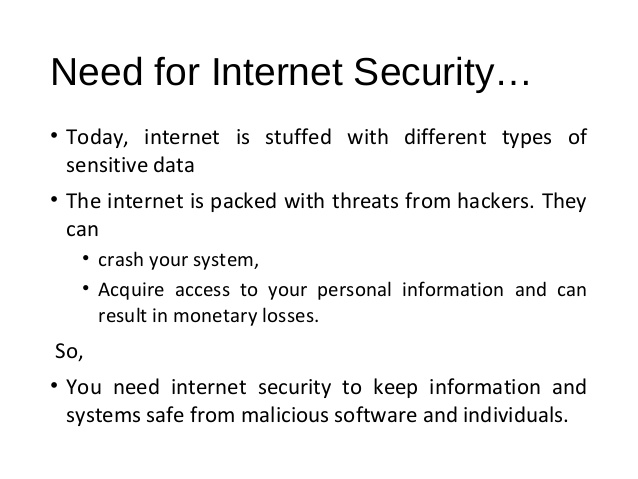 Need for Internet Security…
• Today, internet is stuffed with different types of
sensitive data
• The internet is packed with threats from hackers. They
can
• crash your system,
• Acquire access to your personal information and can
result in monetary losses.
So,
• You need internet security to keep information and
systems safe from malicious software and individuals.